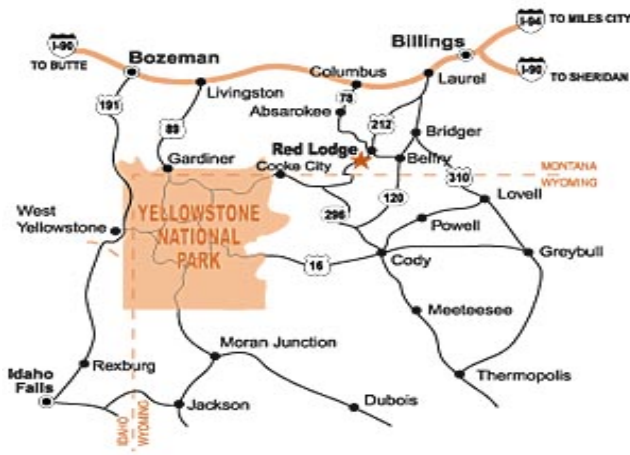 I-94
TO MILES CITY
I-90
TO BUTTE
Bozeman
Billings
I-90
TO SHERIDAN
Columbus
Laurel
Livingston
191
78
Absarokee
212
89
Bridger
Red Lodge
Belfry
Gardiner
Cooke City
MONTANA
WYOMING
310
Lovell
296
120
West
Yellowstone
YELLOWSTONE
NATIONAL
PARK
Powell
16
Cody
Greybull
Meeteesee
Moran Junction
Rexburg
Idaho
Falls
Thermopolis
Jackson
Dubois
IDAHO
WYOMING